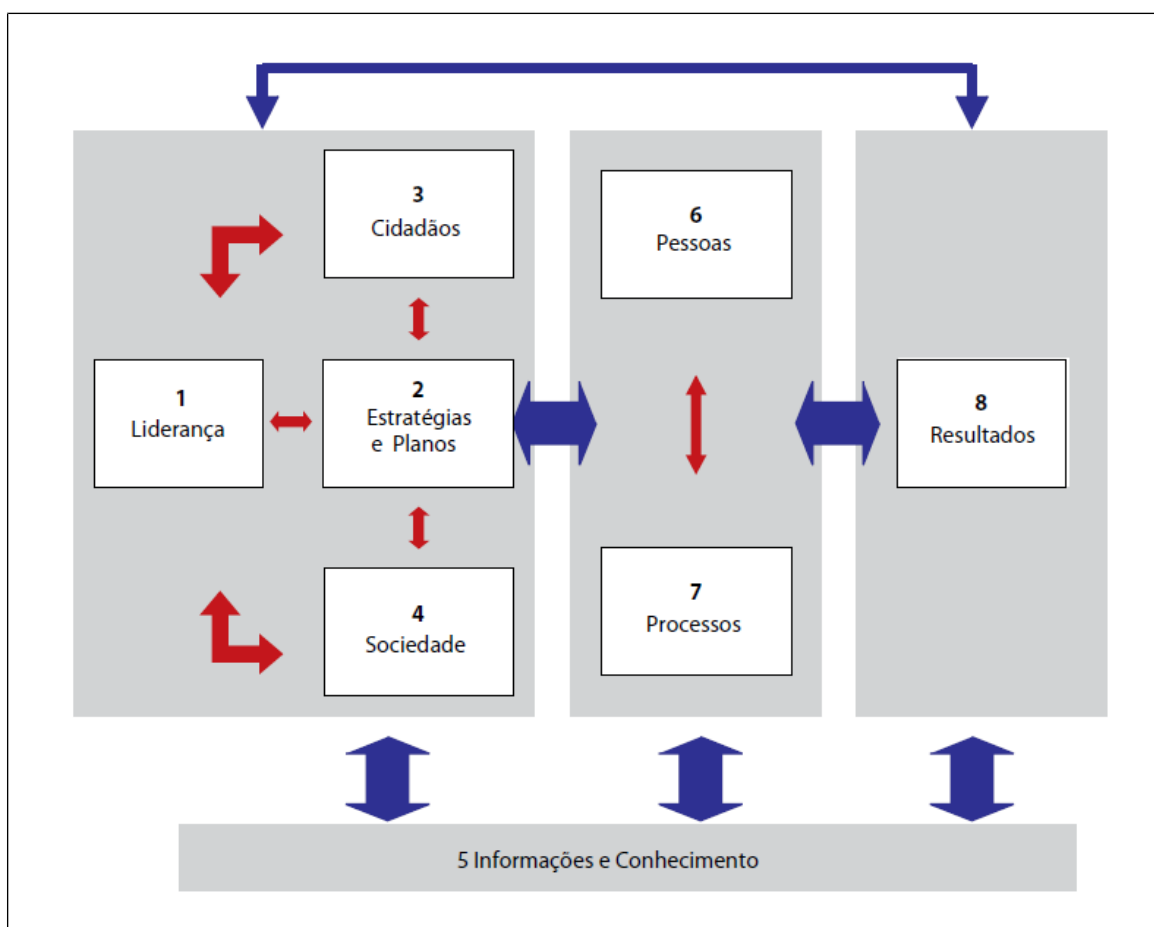 3
Cidadãos
6
Pessoas
1
Liderança
2
Estratégias
e Planos
8
Resultados
4
Sociedade
7
Processos
5 Informações e Conhecimento